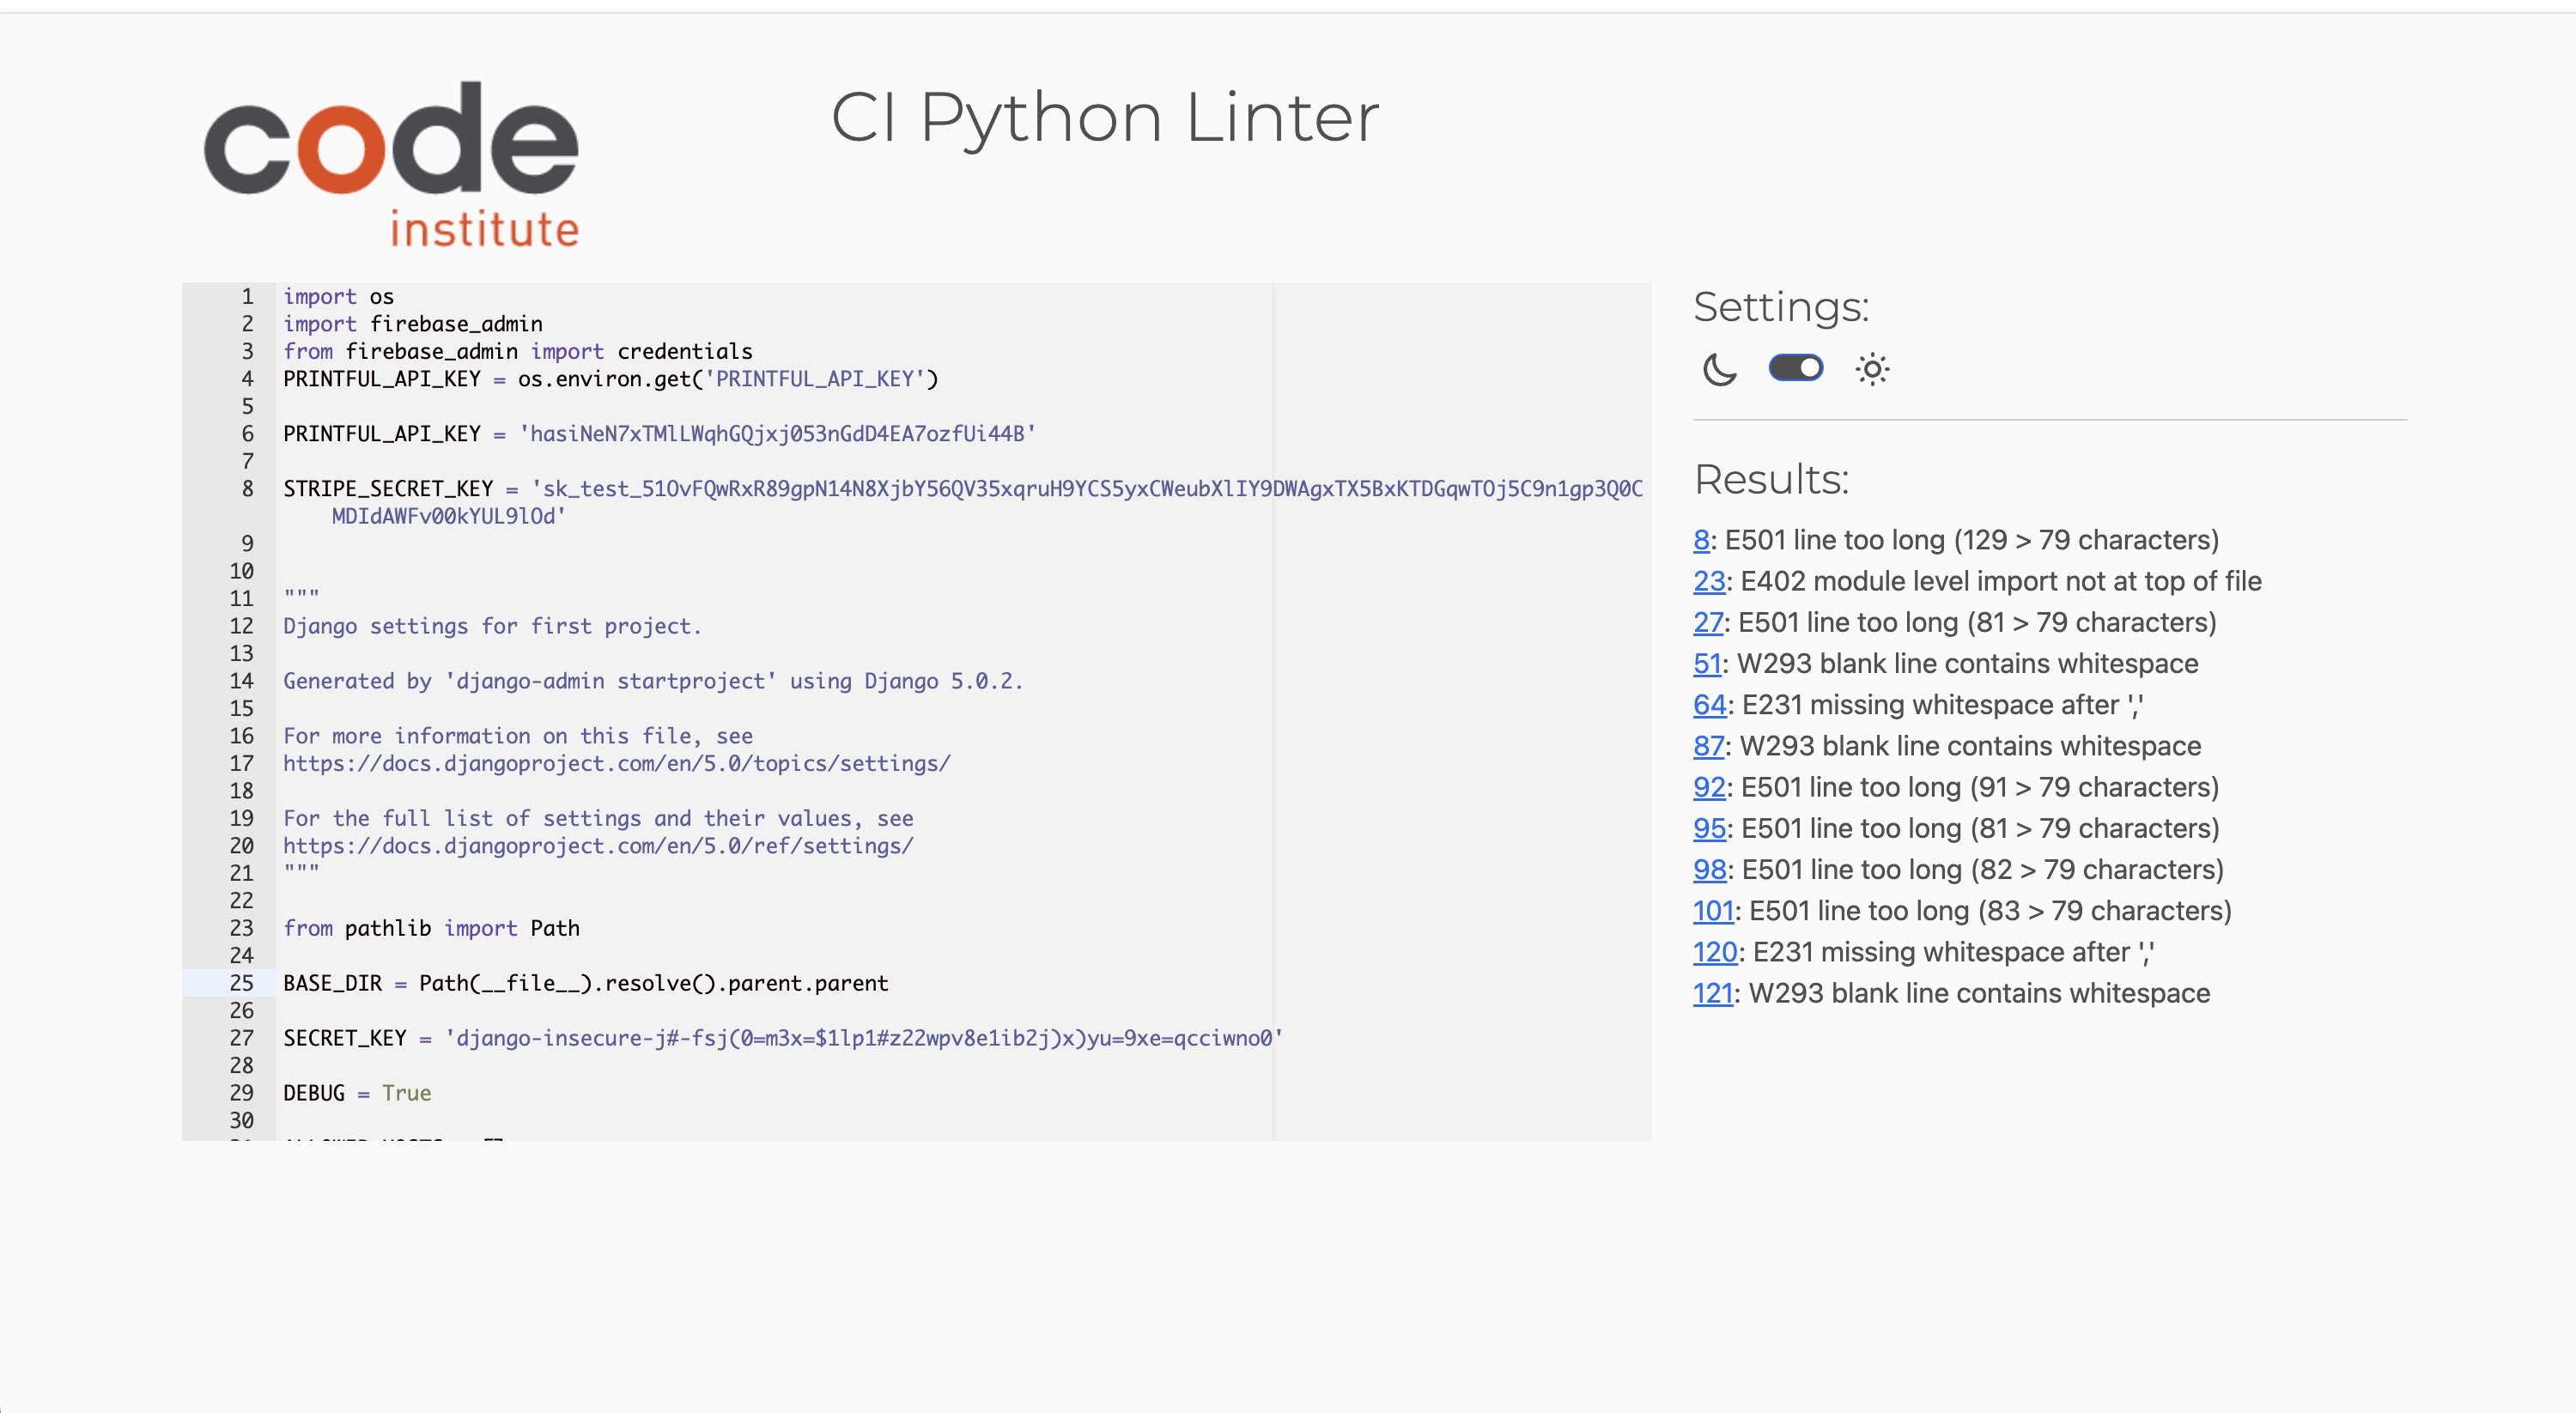 code
institute
CI Python Linter
1 import os
2 import firebase_admin
3 from firebase_admin import credentials
4 PRINTFUL_API_KEY = os.environ.get('PRINTFUL_API_KEY')
5
6 PRINTFUL_API_KEY = 'hasiNeN7xTMlLWqhGQjxj053nGdD4EA7ozfUi44B'
7
8 STRIPE_SECRET_KEY = 'sk_test_51OvFQwRxR89gpN14N8XjbY56QV35xqruH9YCS5yxCWeubXlIY9DWAgxTX5BxKTDGqwTOj5C9n1gp3Q0C
MDIdAWFv00kYUL9lOd'
9
10
11 """
12 Django settings for first project.
13
14 Generated by 'django-admin startproject' using Django 5.0.2.
15
16 For more information on this file, see
17 https://docs.djangoproject.com/en/5.0/topics/settings/
18
19 For the full list of settings and their values, see
20 https://docs.djangoproject.com/en/5.0/ref/settings/
21 """
22
23 from pathlib import Path
24
25 BASE_DIR = Path(__file__).resolve().parent.parent
26
27 SECRET_KEY = 'django-insecure-j#-fsj(0=m3x=$1lp1#z22wpv8e1ib2j)x)yu=9xe=qcciwno0'
28
29 DEBUG = True
30
Settings:
Results:
8: E501 line too long (129 > 79 characters)
23: E402 module level import not at top of file
27: E501 line too long (81 > 79 characters)
51: W293 blank line contains whitespace
64: E231 missing whitespace after ','
87: W293 blank line contains whitespace
92: E501 line too long (91 > 79 characters)
95: E501 line too long (81 > 79 characters)
98: E501 line too long (82 > 79 characters)
101: E501 line too long (83 > 79 characters)
120: E231 missing whitespace after ','
121: W293 blank line contains whitespace